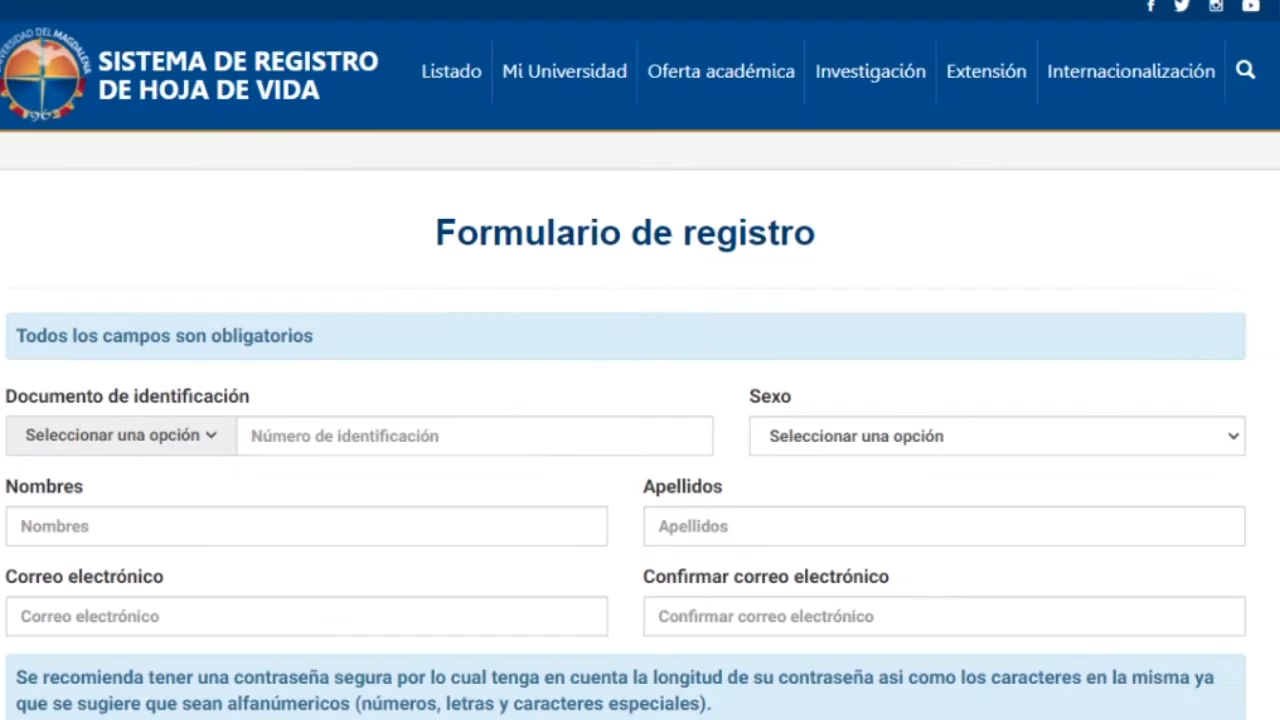 UNIVERSIDAD DEL MAGDALENA
SISTEMA DE REGISTRO
DE HOJA DE VIDA
Listado Mi Universidad Oferta académica Investigación Extensión Internacionalización
Formulario de registro
Todos los campos son obligatorios
Documento de identificación Sexo
Seleccionar una opción Número de identificación Seleccionar una opción
Nombres Apellidos
Nombres Apellidos
Correo electrónico Confirmar correo electrónico
Correo electrónico Confirmar correo electrónico
Se recomienda tener una contraseña segura por lo cual tenga en cuenta la longitud de su contraseña asi como los caracteres en la misma ya
que se sugiere que sean alfanúmericos (números, letras y caracteres especiales).